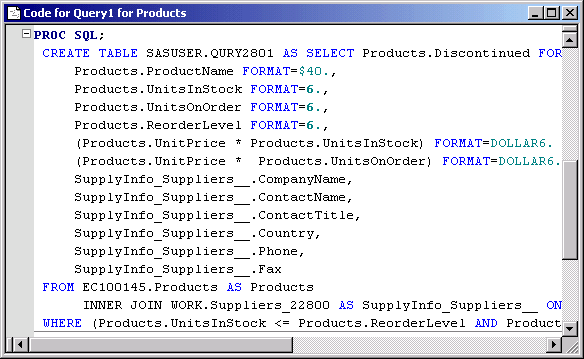 Code for Query1 for Products
PROC SQL;
CREATE TABLE SASUSER.QURY2801 AS SELECT Products.Discontinued FOR
Products.ProductName FORMAT=$40.,
Products.UnitsInStock FORMAT=6.,
Products.UnitsOnOrder FORMAT=6.,
Products.ReorderLevel FORMAT=6.,
(Products.UnitPrice * Products.UnitsInStock) FORMAT=DOLLAR6.
(Products.UnitPrice *  Products.UnitsOnOrder) FORMAT=DOLLAR6.
SupplyInfo_Suppliers__.CompanyName,
SupplyInfo_Suppliers__.ContactName,
SupplyInfo_Suppliers__.ContactTitle,
SupplyInfo_Suppliers__.Country,
SupplyInfo_Suppliers__.Phone,
SupplyInfo_Suppliers__.Fax
FROM EC100145.Products AS Products
INNER JOIN WORK.Suppliers_22800 AS SupplyInfo_Suppliers__ ON
WHERE (Products.UnitsInStock <= Products.ReorderLevel AND Product